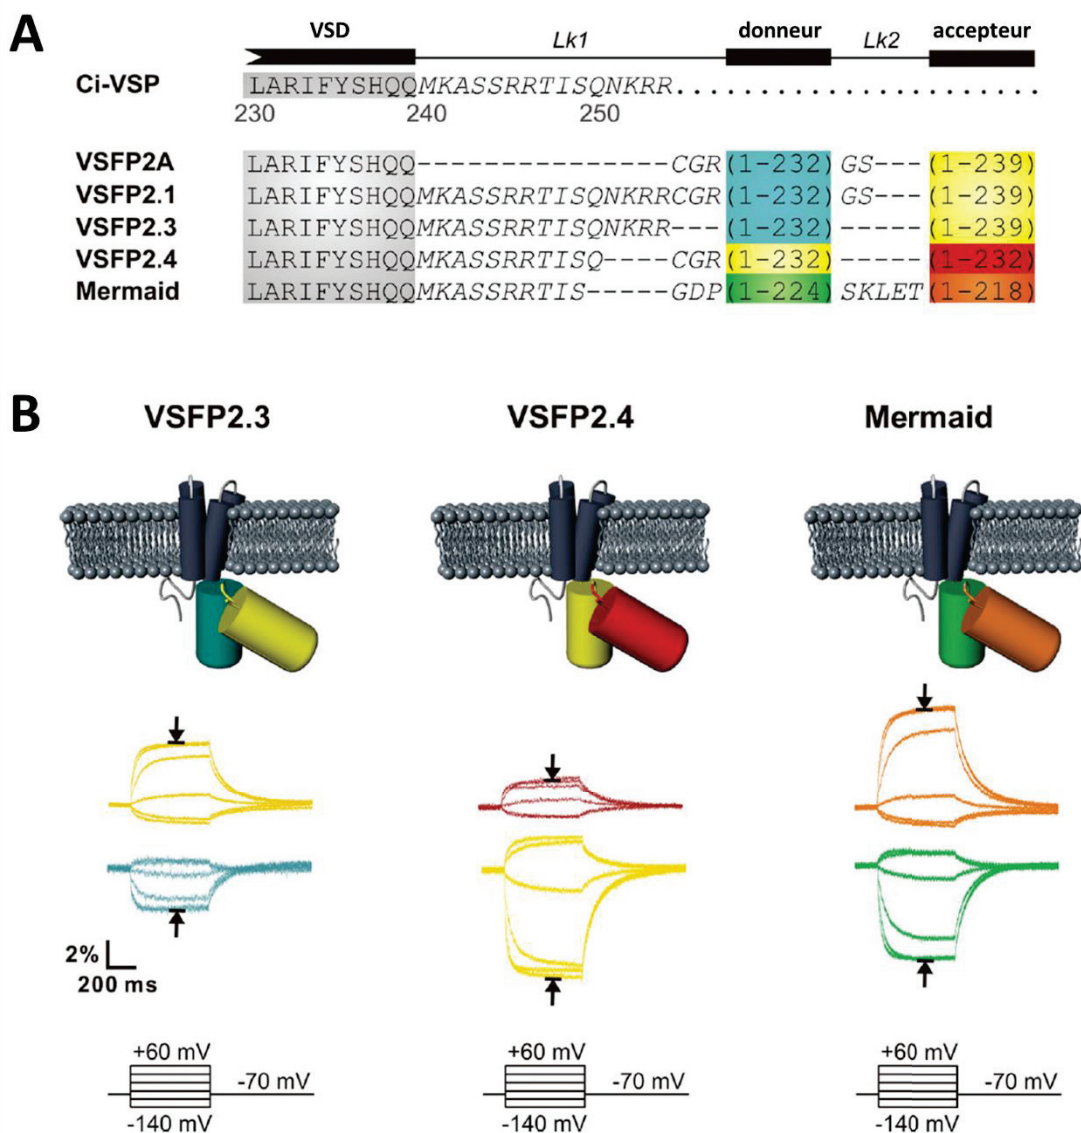 A
VSD Lk1 donneur Lk2 accepteur
Ci-VSP LARIFYSHQQMKASSRRTISQNKRR.....................
230 240 250
VSFP2A LARIFYSHQQ---------------CGR(1-232)GS---(1-239)
VSFP2.1 LARIFYSHQQMKASSRRTISQNKRRCGR(1-232)GS---(1-239)
VSFP2.3 LARIFYSHQQMKASSRRTISQNKRR---(1-232)-----(1-239)
VSFP2.4 LARIFYSHQQMKASSRRTISQ----CGR(1-232)-----(1-232)
Mermaid LARIFYSHQQMKASSRRTIS-----GDP(1-224)SKLET(1-218)
B
VSFP2.3 VSFP2.4 Mermaid
2%
200 ms
+60 mV +60 mV +60 mV
-70 mV -70 mV -70 mV
-140 mV -140 mV -140 mV